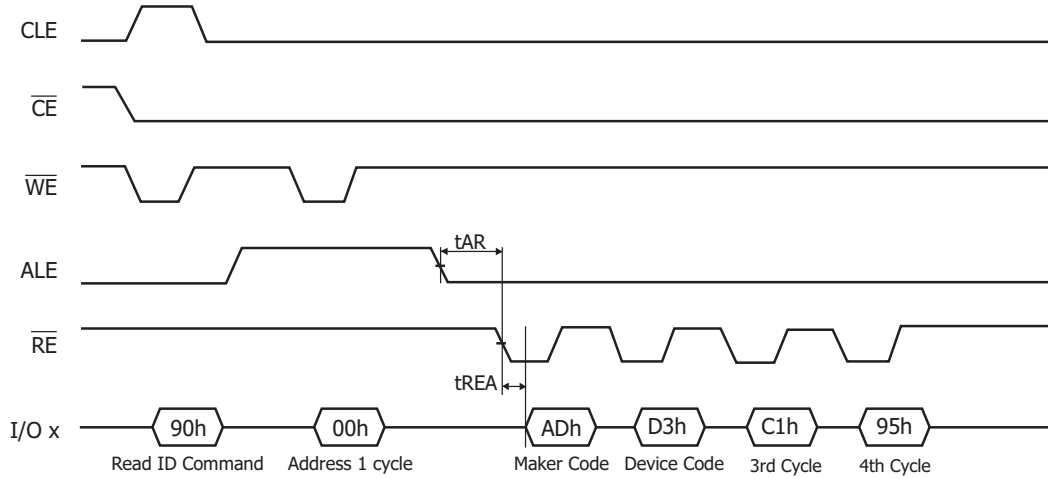 CLE
CE
WE
tAR
ALE
RE
tREA
I/O x 90h 00h ADh D3h C1h 95h
Read ID Command Address 1 cycle Maker Code Device Code 3rd Cycle 4th Cycle